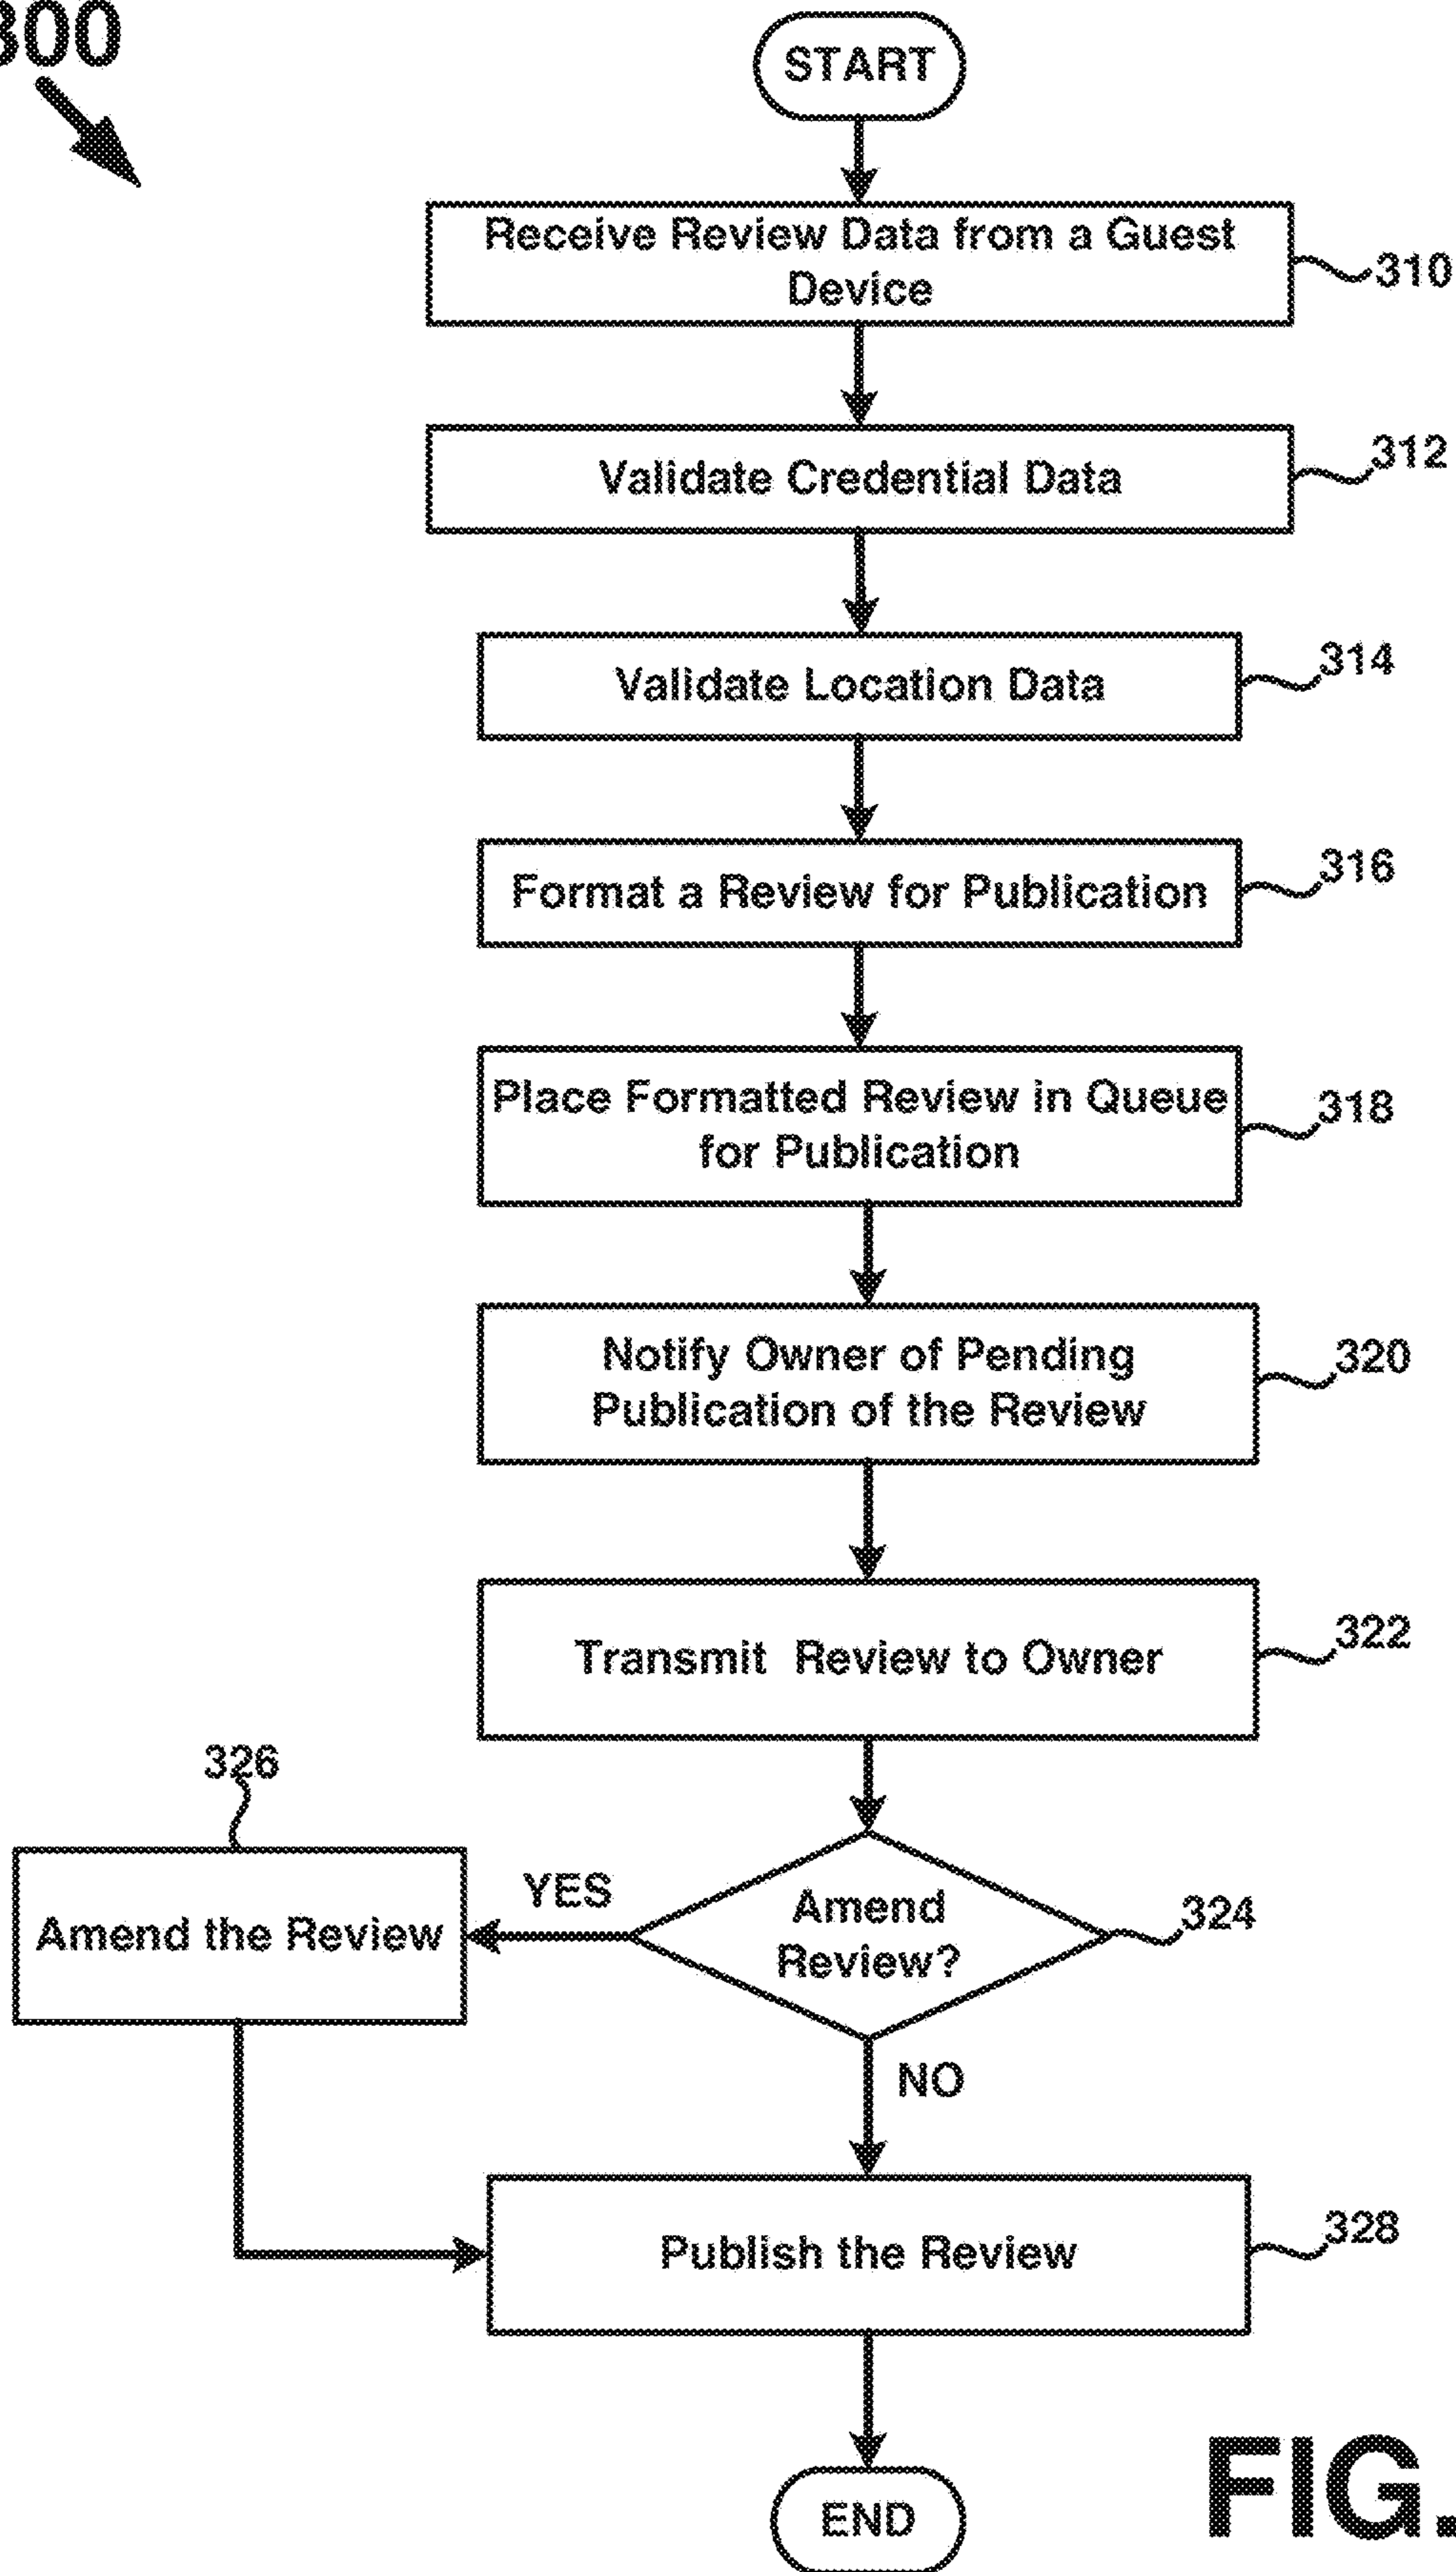 300
START
Receive Review Data from a Guest
Device
310
Validate Credential Data
312
Validate Location Data
314
Format a Review for Publication
316
Place Formatted Review in Queue
for Publication
318
Notify Owner of Pending
Publication of the Review
320
Transmit Review to Owner
322
326
Amend the Review
YES
Amend
Review?
324
NO
Publish the Review
328
END
FIG.